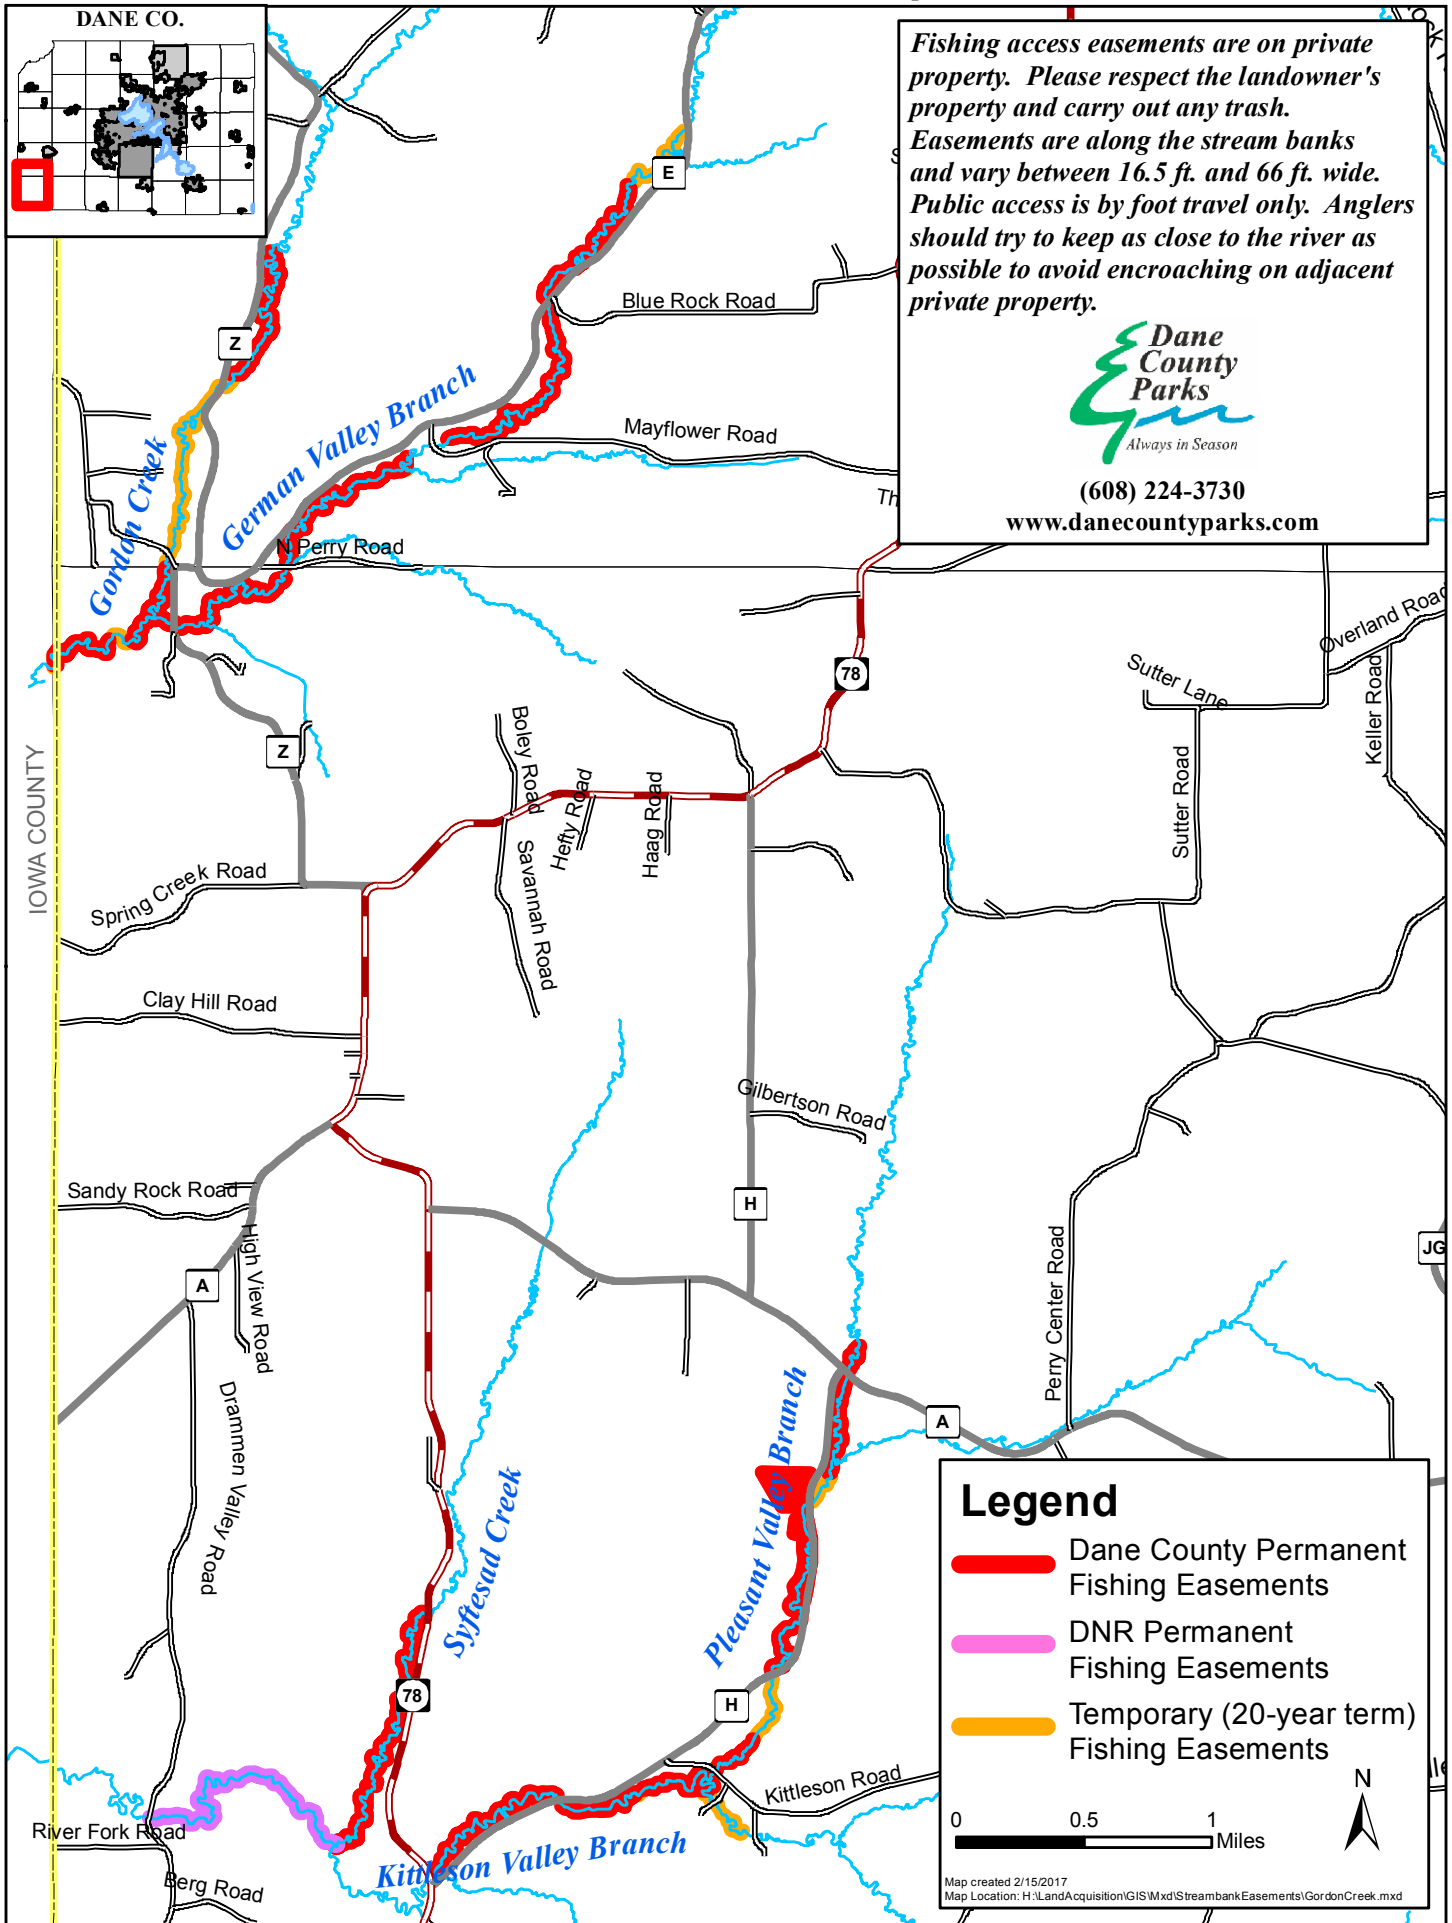 DANE CO.
Fishing access easements are on private
property. Please respect the landowner's
property and carry out any trash.
Easements are along the stream banks
and vary between 16.5 ft. and 66 ft. wide.
Public access is by foot travel only. Anglers
should try to keep as close to the river as
possible to avoid encroaching on adjacent
private property.
Dane
County
Parks
Always in Season
(608) 224-3730
www.danecountyparks.com
E
Blue Rock Road
Z
German Valley Branch
Mayflower Road
Gordon Creek
N Perry Road
Th
Overland Road
Sutter Lane
Keller Road
78
Z
Boley Road
Hefty Road
Haag Road
Sutter Road
IOWA COUNTY
Spring Creek Road
Savannah Road
Clay Hill Road
Gilbertson Road
Sandy Rock Road
H
High View Road
A
JG
Perry Center Road
Drammen Valley Road
A
Pleasant Valley Branch
Syftesad Creek
78
H
Kittleson Road
River Fork Road
Kittleson Valley Branch
Berg Road
Legend
Dane County Permanent
Fishing Easements
DNR Permanent
Fishing Easements
Temporary (20-year term)
Fishing Easements
N
0 0.5 1
Miles
Map created 2/15/2017
Map Location: H:\LandAcquisition\GIS\Mxd\StreambankEasements\GordonCreek.mxd